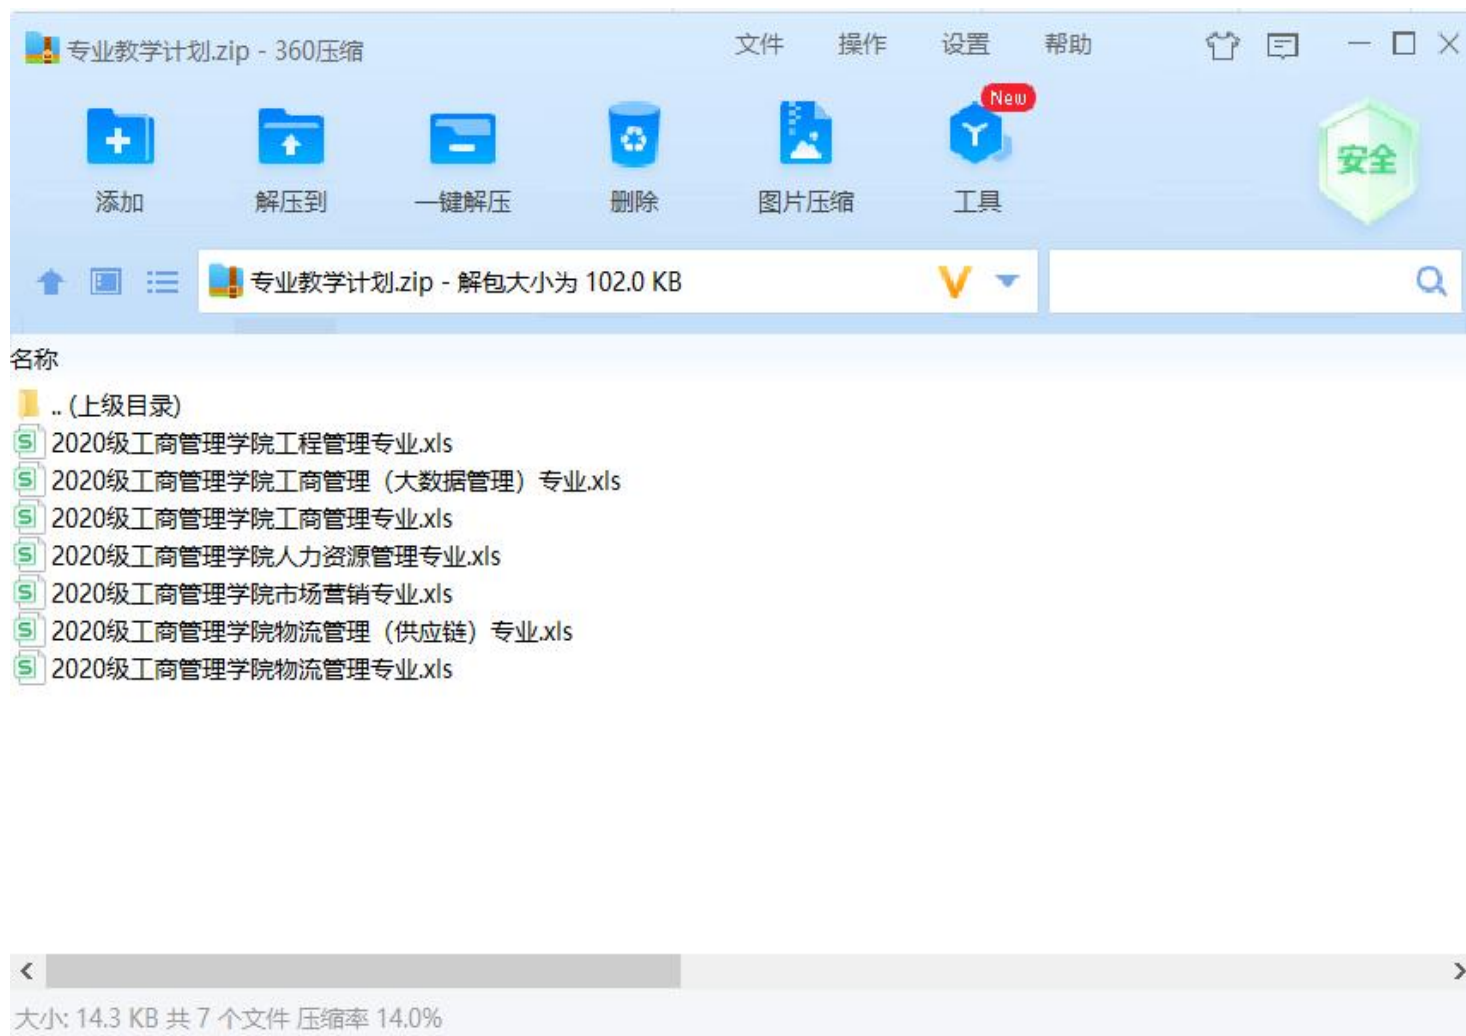 专业教学计划.zip - 360压缩
文件 操作 设置 帮助
New
添加 解压到 一键解压 删除 图片压缩 工具
安全
专业教学计划.zip - 解包大小为 102.0 KB
名称
.. (上级目录)
2020级工商管理学院工程管理专业.xls
2020级工商管理学院工商管理（大数据管理）专业.xls
2020级工商管理学院工商管理专业.xls
2020级工商管理学院人力资源管理专业.xls
2020级工商管理学院市场营销专业.xls
2020级工商管理学院物流管理（供应链）专业.xls
2020级工商管理学院物流管理专业.xls
大小: 14.3 KB 共 7 个文件 压缩率 14.0%